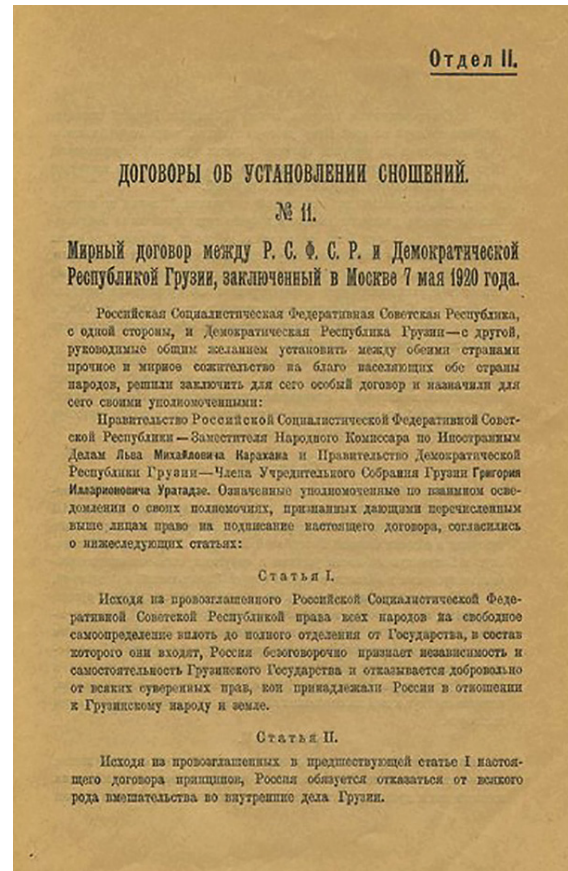 Отдел II.
ДОГОВОРЫ ОБ УСТАНОВЛЕНИИ СНОШЕНИЙ.
№ 11.
Мирный договор между Р. С. Ф. С. Р. и Демократической
Республикой Грузии, заключенный в Москве 7 мая 1920 года.
Российская Социалистическая Федеративная Советская Республика,
с одной стороны, и Демократическая Республика Грузии—с другой,
руководимые общим желанием установить между обеими странами
прочное и мирное сожительство на благо населяющих обе страны
народов, решили заключить для сего особый договор и назначили для
сего своими уполномоченными:
Правительство Российской Социалистической Федеративной Совет-
ской Республики—Заместителя Народного Комиссара по Иностранным
Делам Льва Михайловича Карахана и Правительство Демократической
Республики Грузии—Члена Учредительного Собрания Грузии Григория
Илларионовича Уратадзе. Означенные уполномоченные по взаимном осве-
домлении о своих полномочиях, признанных дающими перечисленным
выше лицам право на подписание настоящего договора, согласились
о нижеследующих статьях:
Статья I.
Исходя из провозглашенного Российской Социалистической Феде-
ративной Советской Республикой права всех народов на свободное
самоопределение вплоть до полного отделения от Государства, в состав
которого они входят, Россия безоговорочно признает независимость и
самостоятельность Грузинского Государства и отказывается добровольно
от всяких суверенных прав, кои принадлежали России в отношении
к Грузинскому народу и земле.
Статья II.
Исходя из провозглашенных в предшествующей статье I настоя-
щего договора принципов, Россия обязуется отказаться от всякого
рода вмешательства во внутренние дела Грузии.